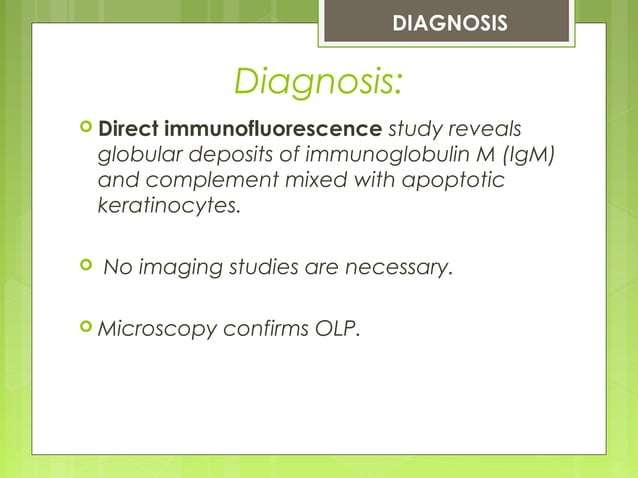 DIAGNOSIS
Diagnosis:
Direct immunofluorescence study reveals
globular deposits of immunoglobulin M (IgM)
and complement mixed with apoptotic
keratinocytes.
No imaging studies are necessary.
Microscopy confirms OLP.